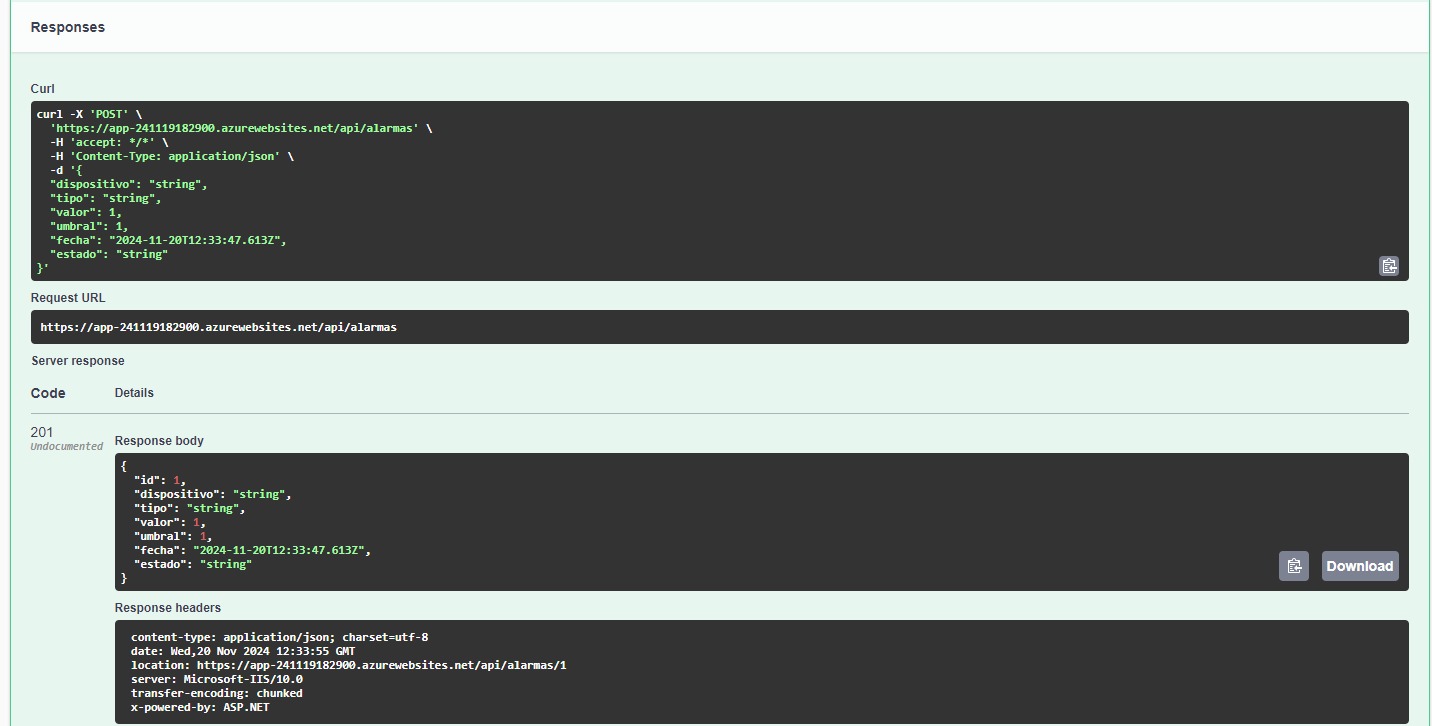 Responses
Curl
curl -X 'POST' \
'https://app-241119182900.azurewebsites.net/api/alarmas' \
-H 'accept: */*' \
-H 'Content-Type: application/json' \
-d '{
"dispositivo": "string",
"tipo": "string",
"valor": 1,
"umbral": 1,
"fecha": "2024-11-20T12:33:47.613Z",
"estado": "string"
}'
Request URL
https://app-241119182900.azurewebsites.net/api/alarmas
Server response
Code Details
201
Undocumented
Response body
{
"id": 1,
"dispositivo": "string",
"tipo": "string",
"valor": 1,
"umbral": 1,
"fecha": "2024-11-20T12:33:47.613Z",
"estado": "string"
}
Download
Response headers
content-type: application/json; charset=utf-8
date: Wed,20 Nov 2024 12:33:55 GMT
location: https://app-241119182900.azurewebsites.net/api/alarmas/1
server: Microsoft-IIS/10.0
transfer-encoding: chunked
x-powered-by: ASP.NET